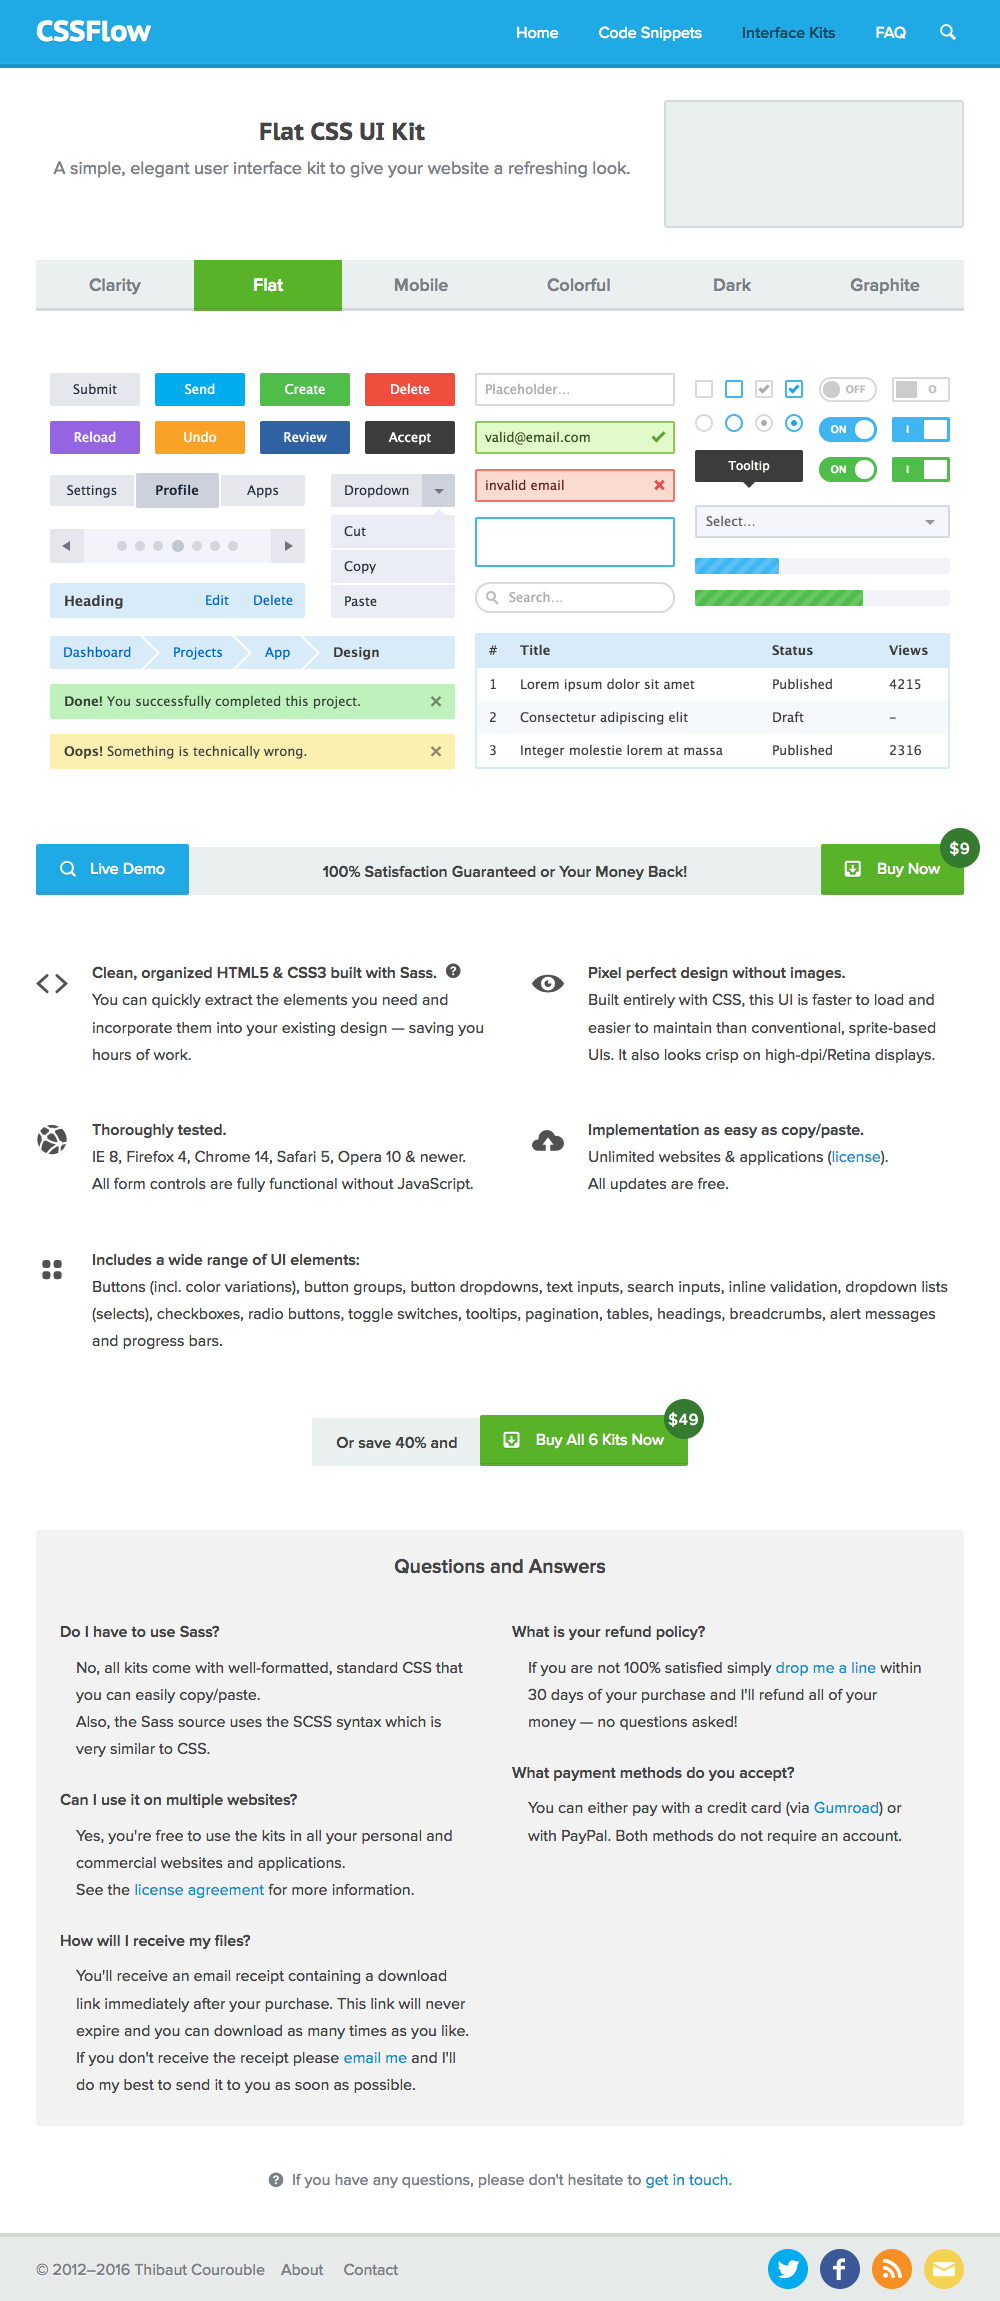 CSSFlow
Home Code Snippets Interface Kits FAQ
Flat CSS UI Kit
A simple, elegant user interface kit to give your website a refreshing look.
Clarity Flat Mobile Colorful Dark Graphite
Submit Send Create Delete
Reload Undo Review Accept
Settings Profile Apps
Dropdown
Cut
Copy
Paste
Heading Edit Delete
Dashboard Projects App Design
Done! You successfully completed this project. ×
Oops! Something is technically wrong. ×
Placeholder...
valid@email.com
invalid email
Search...
OFF O
ON I
ON I
Tooltip
Select...
# Title Status Views
1 Lorem ipsum dolor sit amet Published 4215
2 Consectetur adipiscing elit Draft –
3 Integer molestie lorem at massa Published 2316
Live Demo
100% Satisfaction Guaranteed or Your Money Back!
Buy Now
$9
Clean, organized HTML5 & CSS3 built with Sass. ?
You can quickly extract the elements you need and
incorporate them into your existing design — saving you
hours of work.
Pixel perfect design without images.
Built entirely with CSS, this UI is faster to load and
easier to maintain than conventional, sprite-based
UIs. It also looks crisp on high-dpi/Retina displays.
Thoroughly tested.
IE 8, Firefox 4, Chrome 14, Safari 5, Opera 10 & newer.
All form controls are fully functional without JavaScript.
Implementation as easy as copy/paste.
Unlimited websites & applications (license).
All updates are free.
Includes a wide range of UI elements:
Buttons (incl. color variations), button groups, button dropdowns, text inputs, search inputs, inline validation, dropdown lists
(selects), checkboxes, radio buttons, toggle switches, tooltips, pagination, tables, headings, breadcrumbs, alert messages
and progress bars.
Or save 40% and
Buy All 6 Kits Now
$49
Questions and Answers
Do I have to use Sass?
No, all kits come with well-formatted, standard CSS that
you can easily copy/paste.
Also, the Sass source uses the SCSS syntax which is
very similar to CSS.
Can I use it on multiple websites?
Yes, you're free to use the kits in all your personal and
commercial websites and applications.
See the license agreement for more information.
How will I receive my files?
You'll receive an email receipt containing a download
link immediately after your purchase. This link will never
expire and you can download as many times as you like.
If you don't receive the receipt please email me and I'll
do my best to send it to you as soon as possible.
What is your refund policy?
If you are not 100% satisfied simply drop me a line within
30 days of your purchase and I'll refund all of your
money — no questions asked!
What payment methods do you accept?
You can either pay with a credit card (via Gumroad) or
with PayPal. Both methods do not require an account.
? If you have any questions, please don't hesitate to get in touch.
© 2012–2016 Thibaut Courouble About Contact